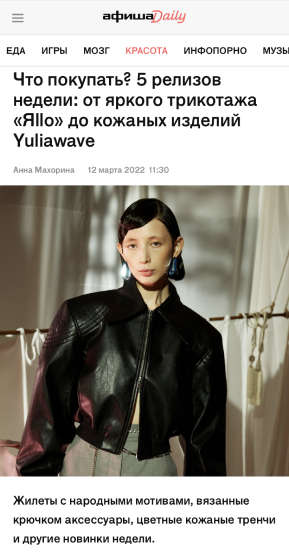 афишаDaily
ЕДА ИГРЫ МОЗГ КРАСОТА ИНФОПОРНО МУЗЫ
Что покупать? 5 релизов
недели: от яркого трикотажа
«Яllo» до кожаных изделий
Yuliawave
Анна Махорина 12 марта 2022 11:30
Жилеты с народными мотивами, вязанные
крючком аксессуары, цветные кожаные тренчи
и другие новинки недели.